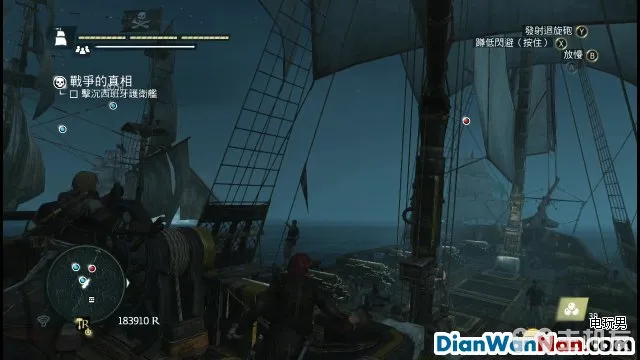 發射迴旋砲 Y
蹲低閃避（按住） X
放慢 B
戰爭的真相
□ 擊沉西班牙護衛艦
183910 R
电玩男
DianWanNan.com